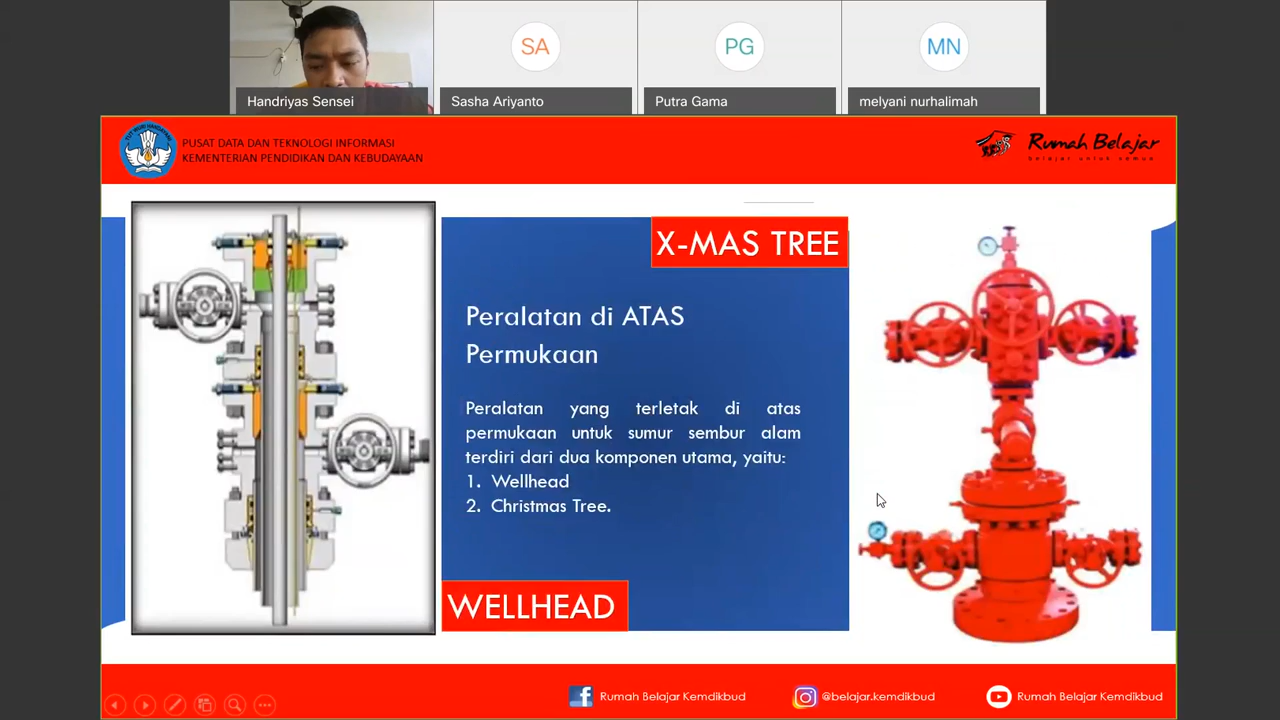 SA
PG
MN
Handriyas Sensei
Sasha Ariyanto
Putra Gama
melyani nurhalimah
PUSAT DATA DAN TEKNOLOGI INFORMASI
KEMENTERIAN PENDIDIKAN DAN KEBUDAYAAN
Rumah Belajar
belajar untuk semua
X-MAS TREE
Peralatan di ATAS
Permukaan
Peralatan yang terletak di atas
permukaan untuk sumur sembur alam
terdiri dari dua komponen utama, yaitu:
1. Wellhead
2. Christmas Tree.
WELLHEAD
Rumah Belajar Kemdikbud
@belajar.kemdikbud
Rumah Belajar Kemdikbud